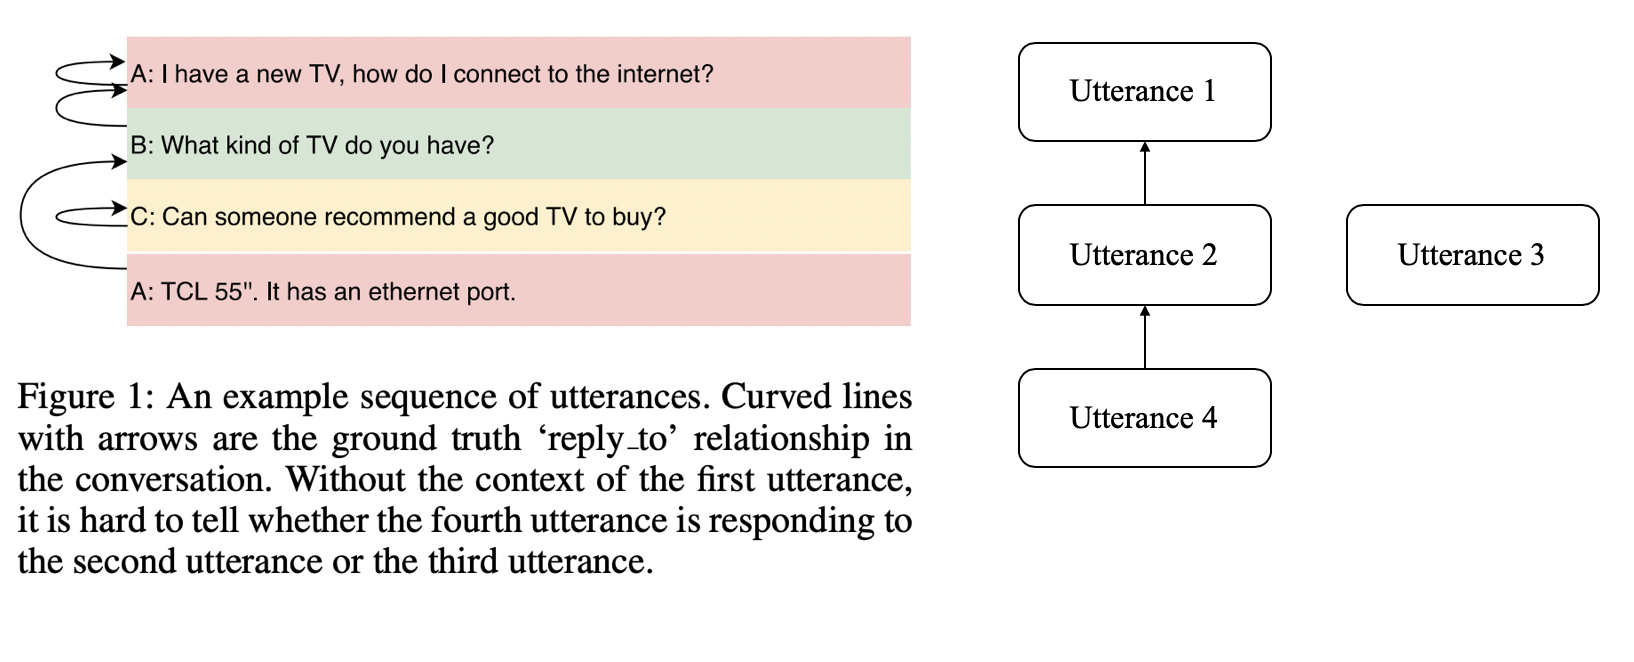 A: I have a new TV, how do I connect to the internet?
B: What kind of TV do you have?
C: Can someone recommend a good TV to buy?
A: TCL 55". It has an ethernet port.
Figure 1: An example sequence of utterances. Curved lines
with arrows are the ground truth ‘reply_to’ relationship in
the conversation. Without the context of the first utterance,
it is hard to tell whether the fourth utterance is responding to
the second utterance or the third utterance.
Utterance 1
Utterance 2
Utterance 3
Utterance 4